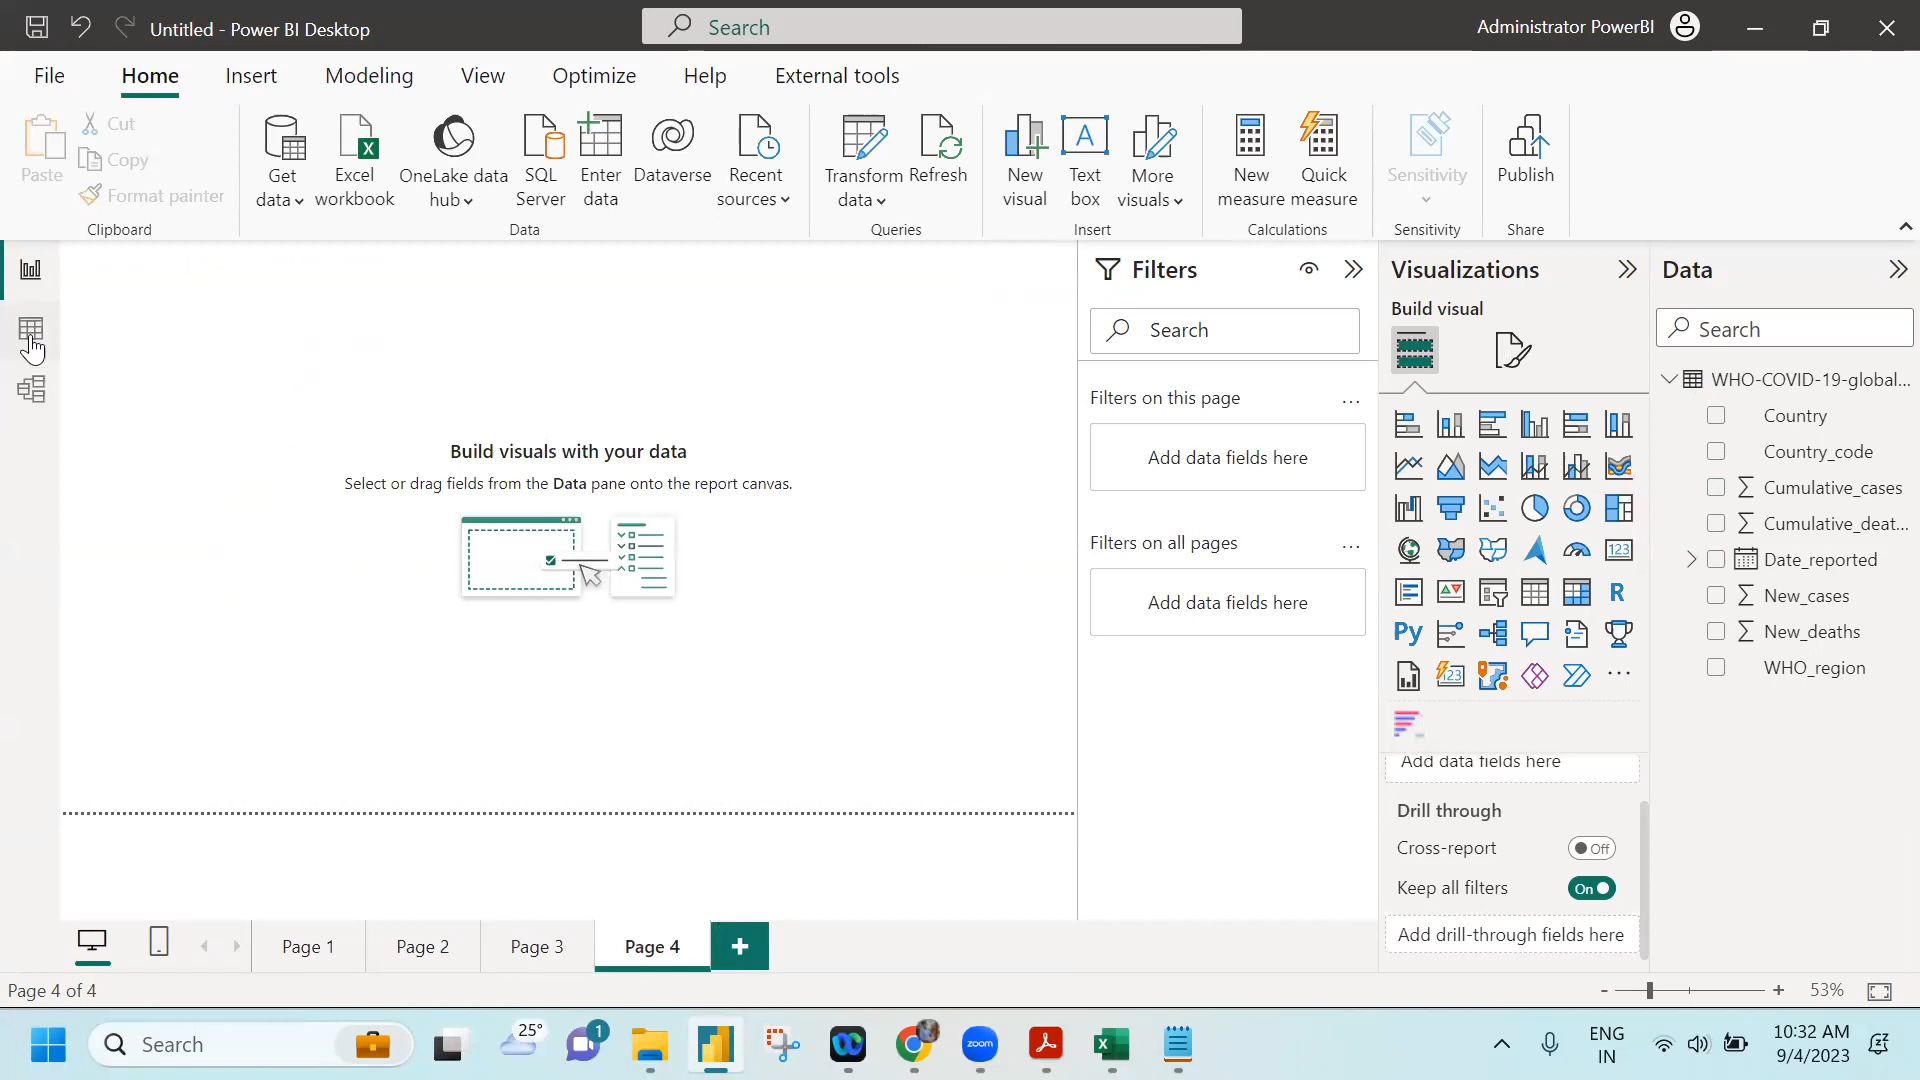 Untitled - Power BI Desktop
Search
Administrator PowerBI
File
Home
Insert
Modeling
View
Optimize
Help
External tools
Paste
Cut
Copy
Format painter
Clipboard
Get data
Excel workbook
OneLake data hub
SQL Server
Enter data
Dataverse
Recent sources
Data
Transform data
Refresh
Queries
New visual
Text box
More visuals
Insert
New measure
Quick measure
Calculations
Sensitivity
Sensitivity
Publish
Share
Build visuals with your data
Select or drag fields from the Data pane onto the report canvas.
Filters
Search
Filters on this page
...
Add data fields here
Filters on all pages
...
Add data fields here
Visualizations
Build visual
123
R
Py
123
...
Add data fields here
Drill through
Cross-report
Off
Keep all filters
On
Add drill-through fields here
Data
Search
WHO-COVID-19-global...
Country
Country_code
Cumulative_cases
Cumulative_deat...
Date_reported
New_cases
New_deaths
WHO_region
Page 1
Page 2
Page 3
Page 4
+
Page 4 of 4
- + 53%
Search
25°
1
zoom
ENG
IN
10:32 AM
9/4/2023